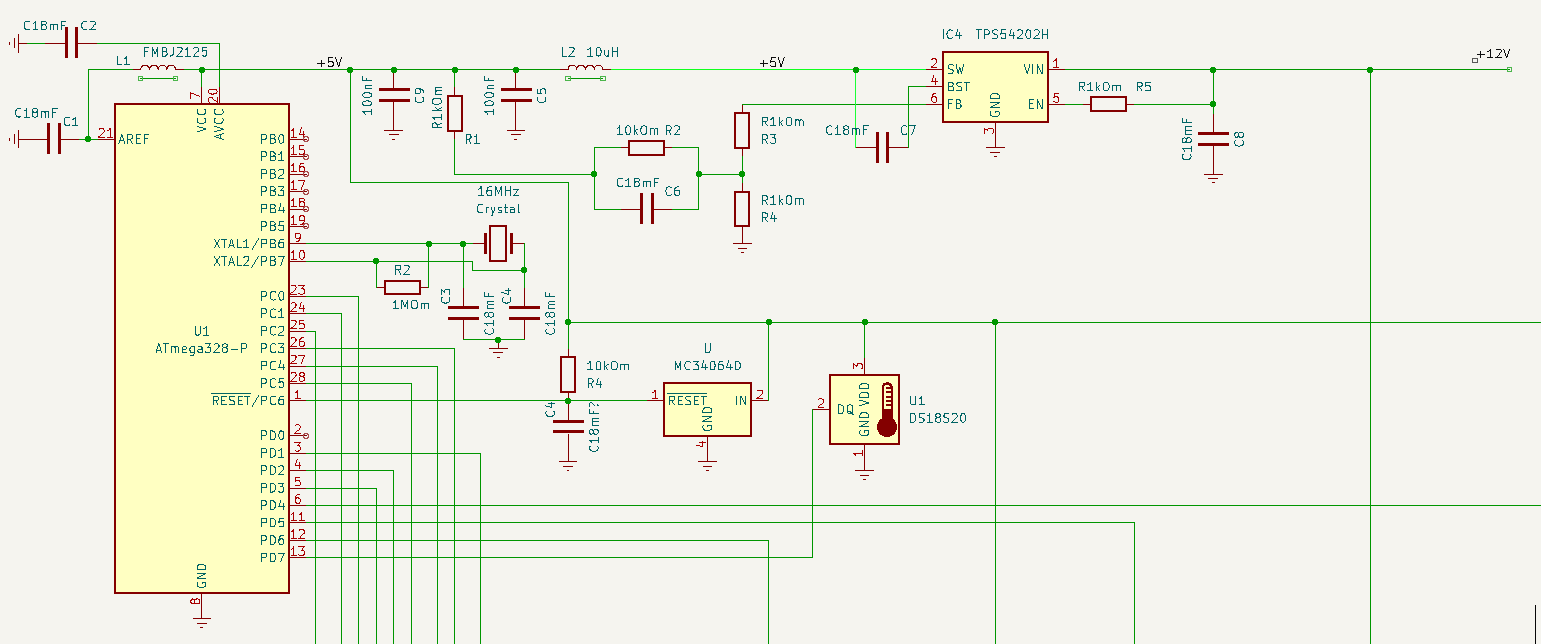 C18mF C2
FMBJ2125
L1
C18mF
C1
7
20
VCC
AVCC
21
AREF
PB0
14
PB1
15
PB2
16
PB3
17
PB4
18
PB5
19
XTAL1/PB6
9
XTAL2/PB7
10
PC0
23
PC1
24
PC2
25
PC3
26
PC4
27
PC5
28
RESET/PC6
1
PD0
2
PD1
3
PD2
4
PD3
5
PD4
6
PD5
11
PD6
12
PD7
13
U1
ATmega328-P
GND
8
+5V
100nF
C9
R1kOm
R1
100nF
C5
L2 10uH
+5V
16MHz
Crystal
R2
1MOm
C3
C18mF
C4
C18mF
10kOm R2
C18mF C6
R1kOm
R3
R1kOm
R4
IC4 TPS54202H
2
SW
VIN
1
4
BST
6
FB
EN
5
GND
3
C18mF
C7
R1kOm R5
C18mF
C8
+12V
10kOm
R4
C4
C18mF?
U
MC34064D
1
RESET
IN
2
GND
4
3
VDD
2
DQ
GND
1
U1
DS18S20